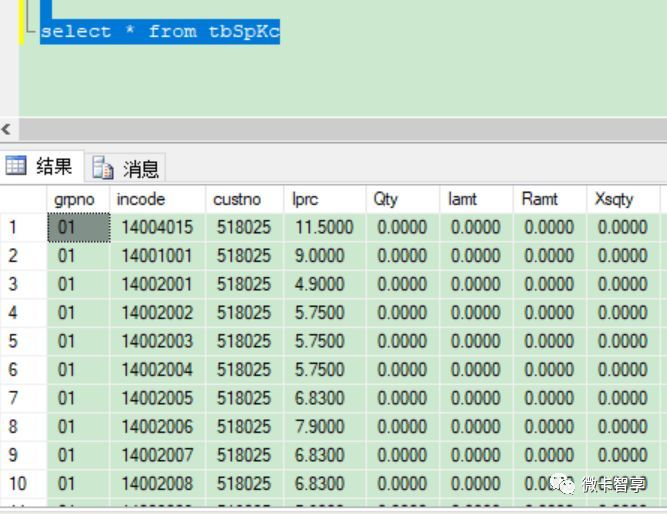 select * from tbSpKc
结果 消息
grpno incode custno Iprc Qty Iamt Ramt Xsqty
1 01 14004015 518025 11.5000 0.0000 0.0000 0.0000 0.0000
2 01 14001001 518025 9.0000 0.0000 0.0000 0.0000 0.0000
3 01 14002001 518025 4.9000 0.0000 0.0000 0.0000 0.0000
4 01 14002002 518025 5.7500 0.0000 0.0000 0.0000 0.0000
5 01 14002003 518025 5.7500 0.0000 0.0000 0.0000 0.0000
6 01 14002004 518025 5.7500 0.0000 0.0000 0.0000 0.0000
7 01 14002005 518025 6.8300 0.0000 0.0000 0.0000 0.0000
8 01 14002006 518025 7.9000 0.0000 0.0000 0.0000 0.0000
9 01 14002007 518025 6.8300 0.0000 0.0000 0.0000 0.0000
10 01 14002008 518025 6.8300 0.0000 0.0000 0.0000 0.0000
微卡智享